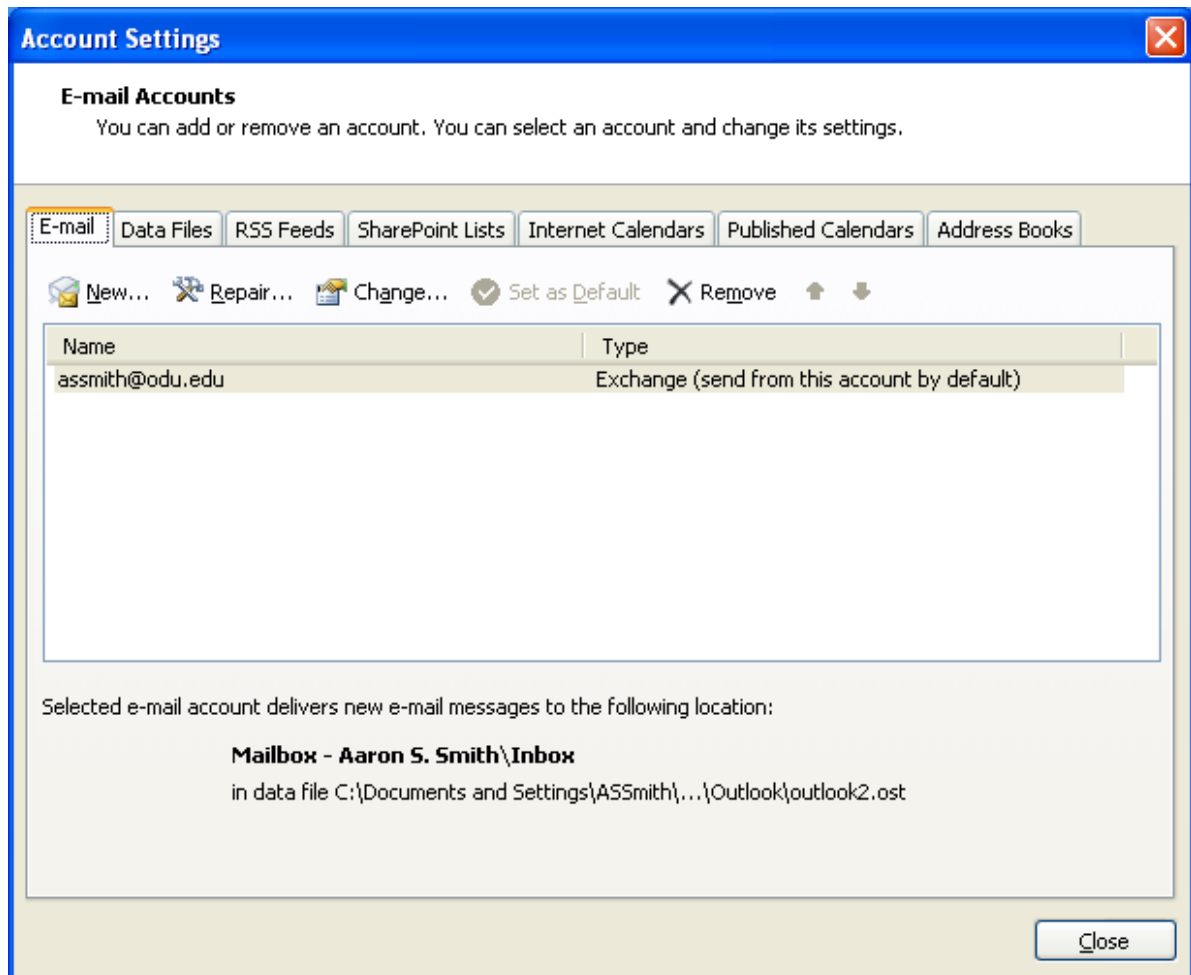 Account Settings
E-mail Accounts
You can add or remove an account. You can select an account and change its settings.
E-mail Data Files RSS Feeds SharePoint Lists Internet Calendars Published Calendars Address Books
New... Repair... Change... Set as Default Remove
Name Type
assmith@odu.edu Exchange (send from this account by default)
Selected e-mail account delivers new e-mail messages to the following location:
Mailbox - Aaron S. Smith\Inbox
in data file C:\Documents and Settings\ASSmith\...\Outlook\outlook2.ost
Close